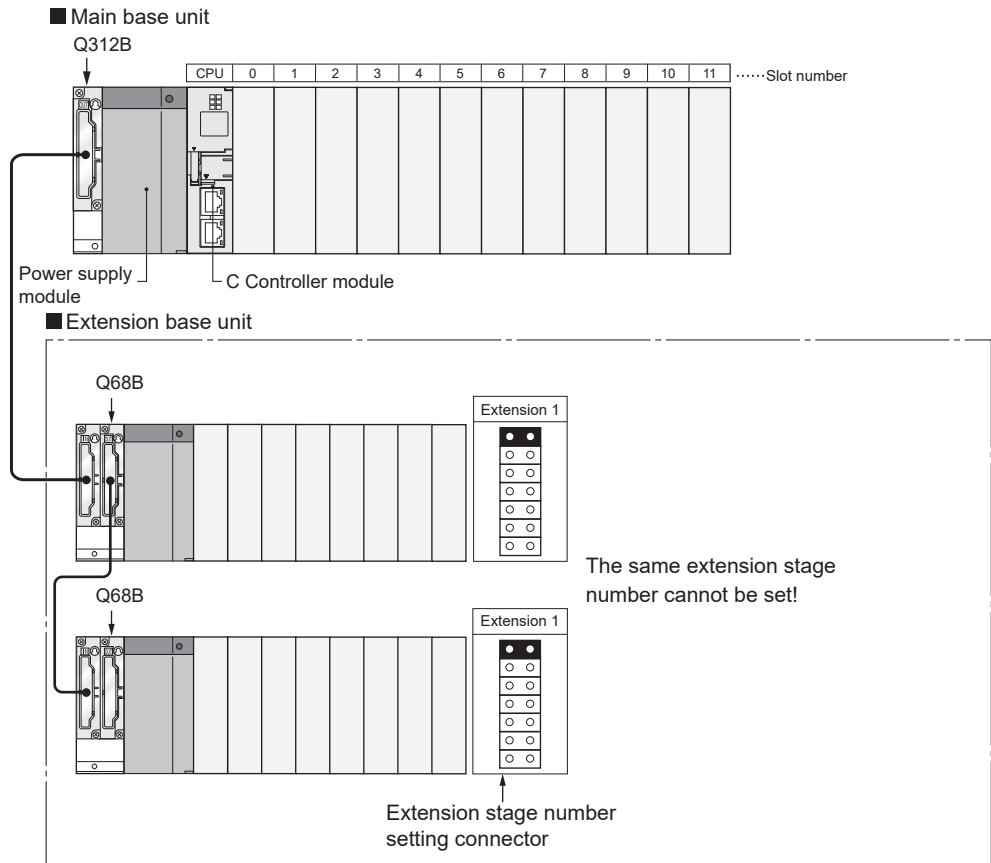 ■ Main base unit
Q312B
CPU 0 1 2 3 4 5 6 7 8 9 10 11 ······Slot number
Power supply
module
C Controller module
■ Extension base unit
Q68B
Extension 1
The same extension stage
number cannot be set!
Q68B
Extension 1
Extension stage number
setting connector